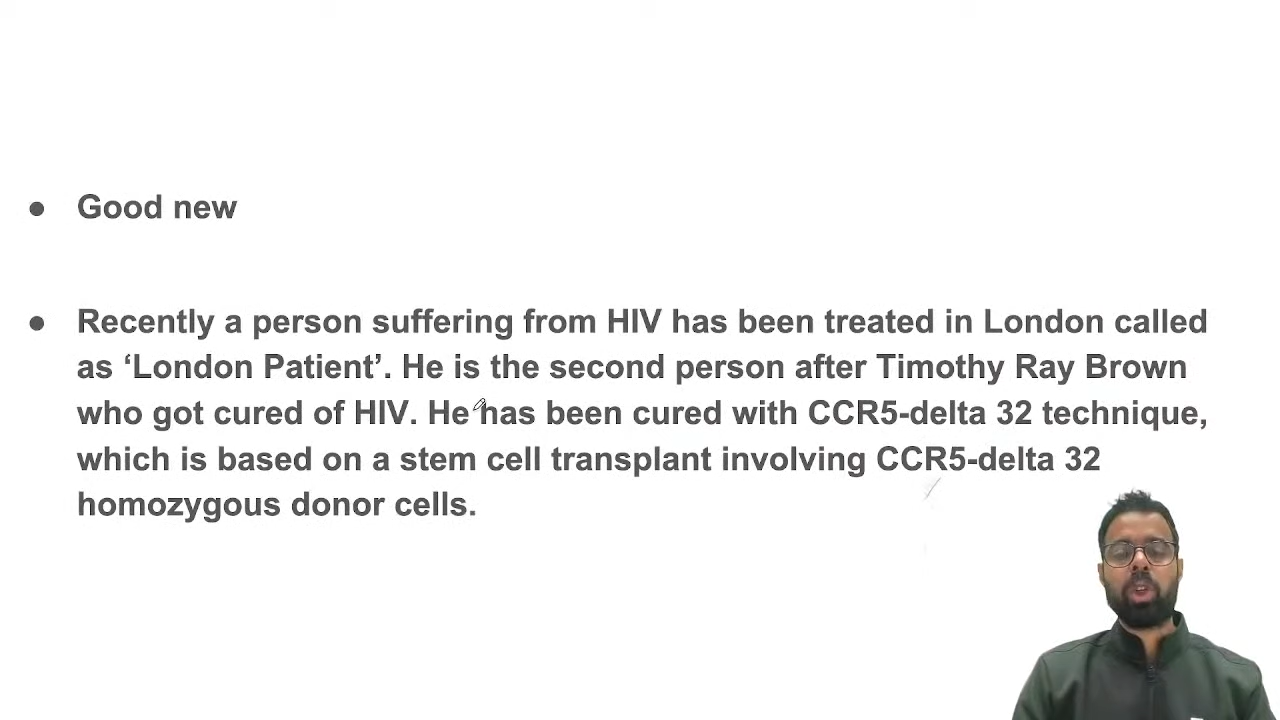 ● Good new
● Recently a person suffering from HIV has been treated in London called
as ‘London Patient’. He is the second person after Timothy Ray Brown
who got cured of HIV. He has been cured with CCR5-delta 32 technique,
which is based on a stem cell transplant involving CCR5-delta 32
homozygous donor cells.